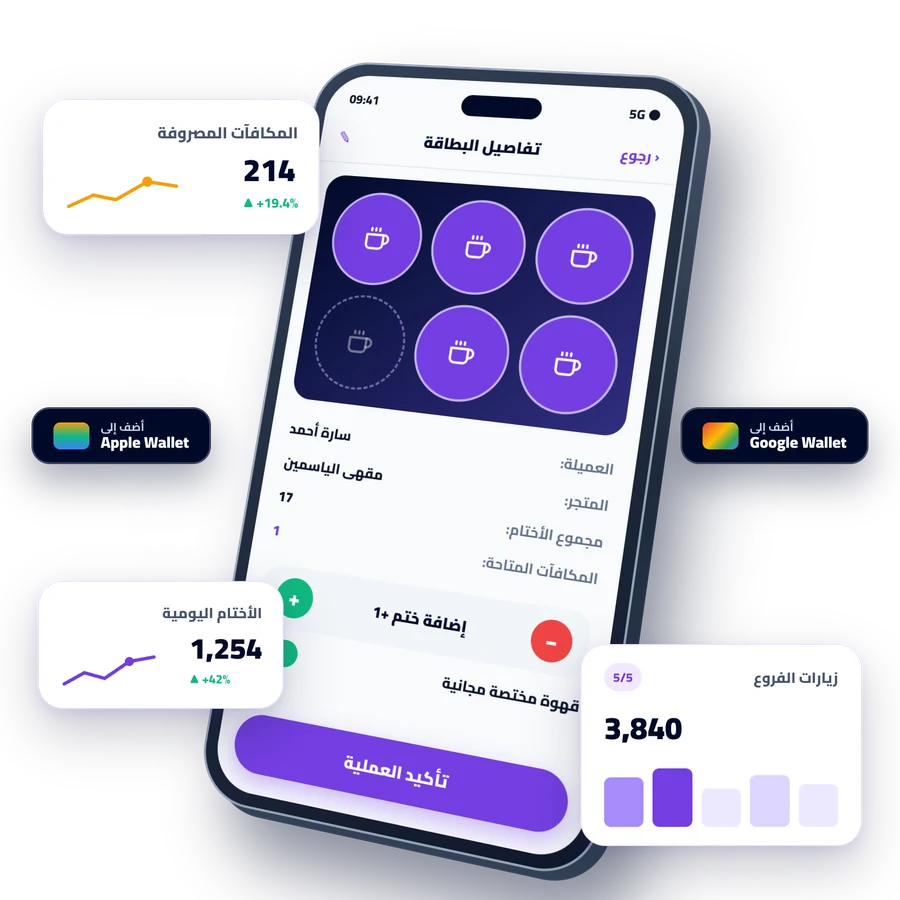 09:41
5G
‹ رجوع
تفاصيل البطاقة
المكافآت المصروفة
214
▲ +19.4%
أضف إلى
Apple Wallet
أضف إلى
Google Wallet
العميلة: سارة أحمد
المتجر: مقهى الياسمين
مجموع الأختام: 17
المكافآت المتاحة: 1
−
إضافة ختم +1
+
قهوة مختصة مجانية
تأكيد العملية
الأختام اليومية
1,254
▲ +42%
زيارات الفروع
5/5
3,840